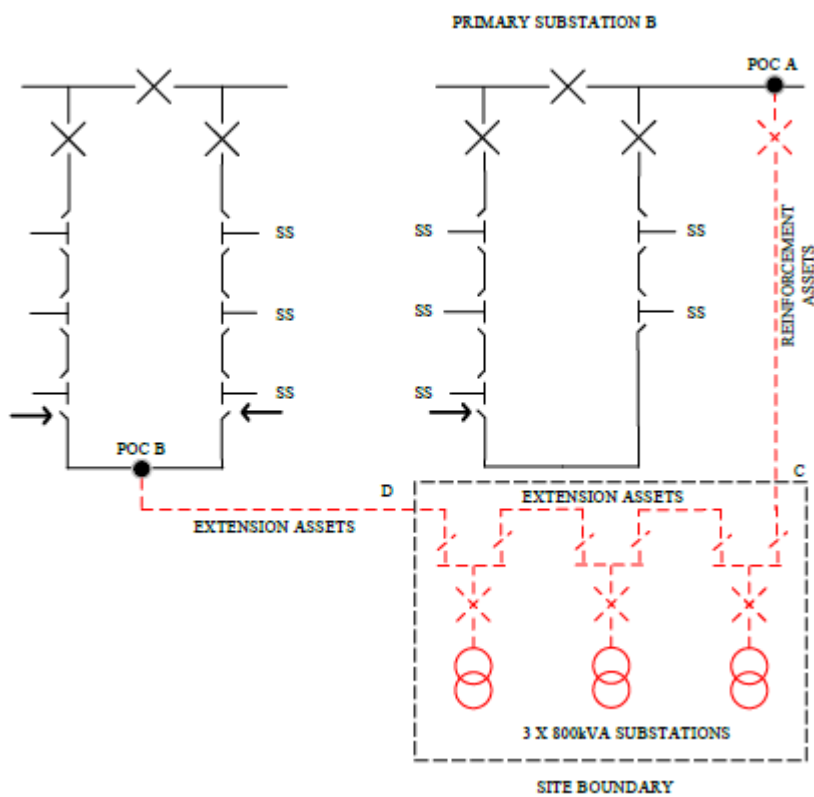 PRIMARY SUBSTATION B
POC A
SS
SS
SS
SS
SS
SS
SS
SS
REINFORCEMENT
ASSETS
POC B
D
C
EXTENSION ASSETS
EXTENSION ASSETS
3 X 800kVA SUBSTATIONS
SITE BOUNDARY